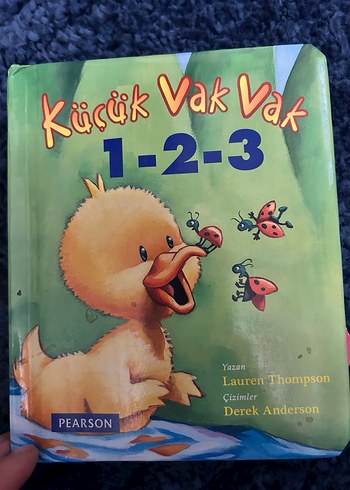 Küçük Vak Vak
1-2-3
Yazan
Lauren Thompson
Çizimler
Derek Anderson
PEARSON